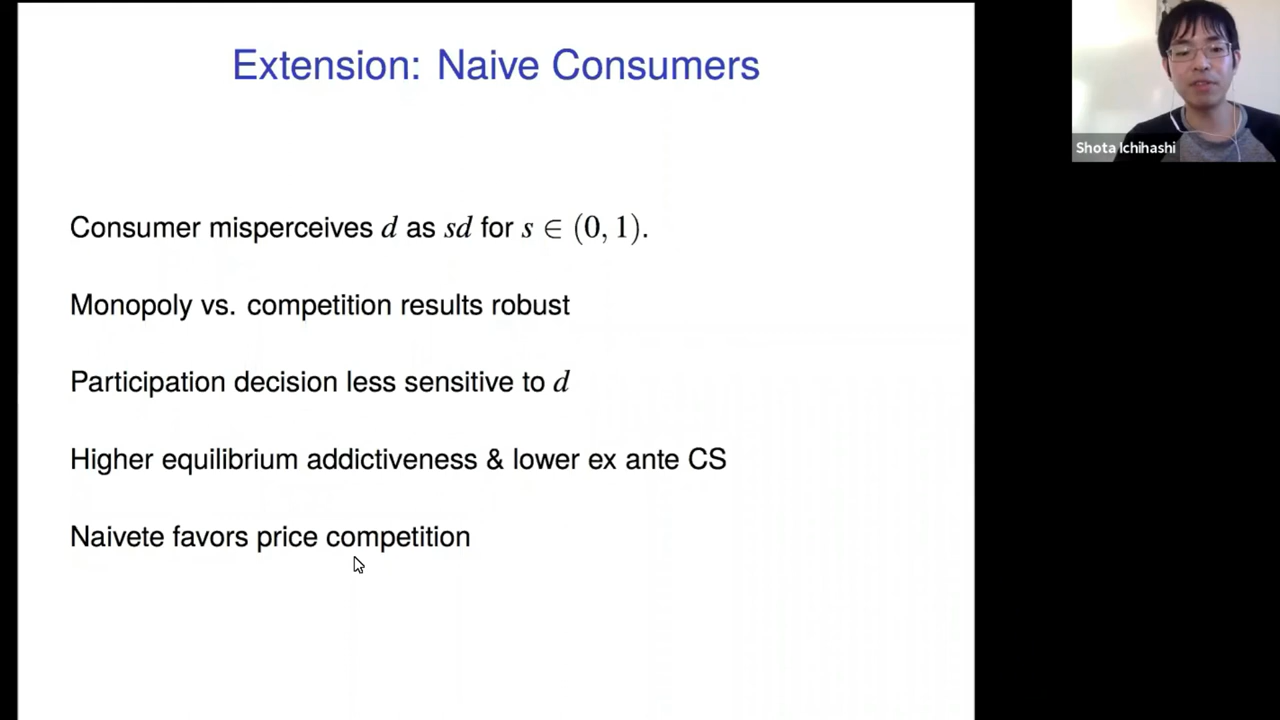 Extension: Naive Consumers
Shota Ichihashi
Consumer misperceives d as sd for s ∈ (0, 1).
Monopoly vs. competition results robust
Participation decision less sensitive to d
Higher equilibrium addictiveness & lower ex ante CS
Naivete favors price competition